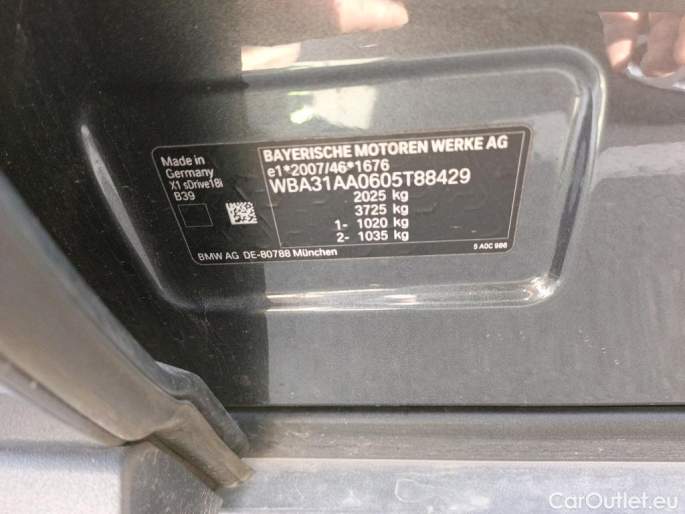 Made in
Germany
X1 sDrive18i
B39
BAYERISCHE MOTOREN WERKE AG
e1*2007/46*1676
WBA31AA0605T88429
2025 kg
3725 kg
1- 1020 kg
2- 1035 kg
BMW AG DE-80788 München
5 A0C 986
CarOutlet.eu